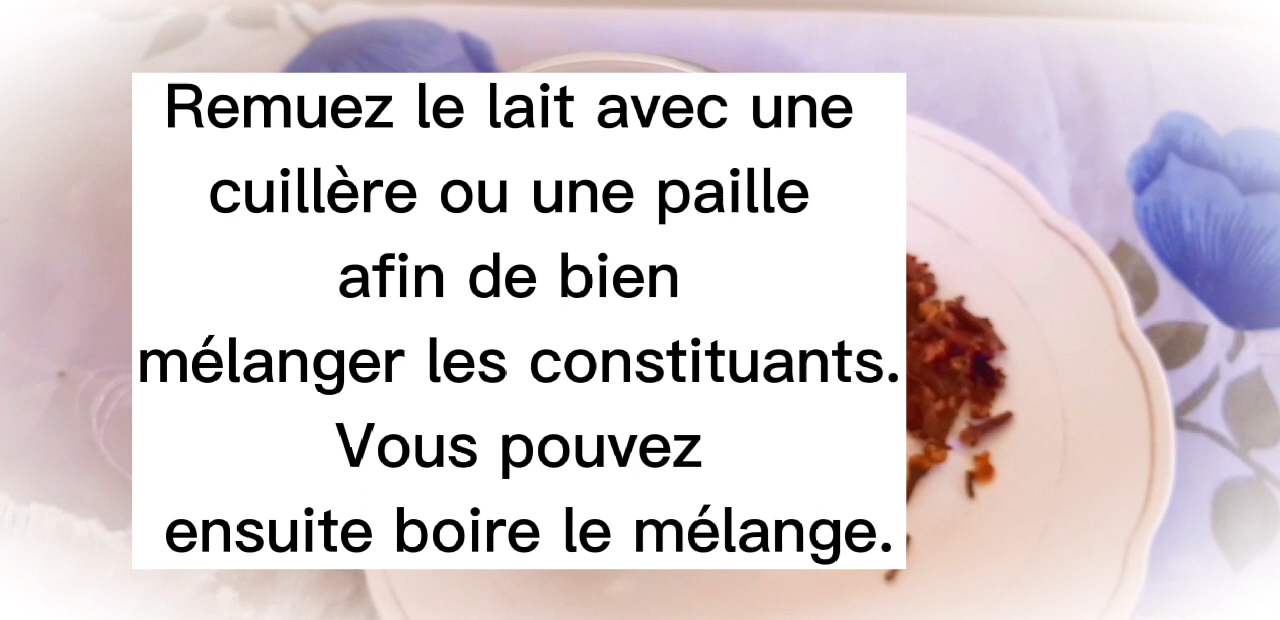 Remuez le lait avec une
cuillère ou une paille
afin de bien
mélanger les constituants.
Vous pouvez
ensuite boire le mélange.